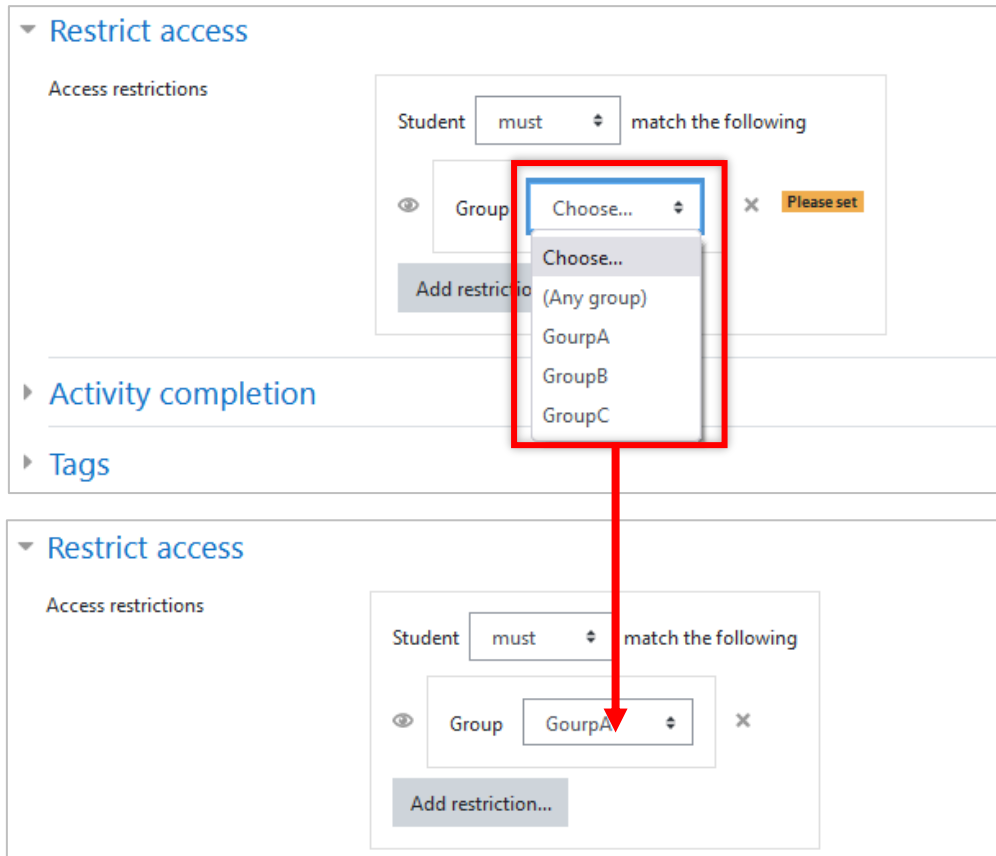 Restrict access
Access restrictions
Student must match the following
Group Choose... Please set
Choose...
(Any group)
GourpA
GroupB
GroupC
Add restrictio
Activity completion
Tags
Restrict access
Access restrictions
Student must match the following
Group GourpA
Add restriction...